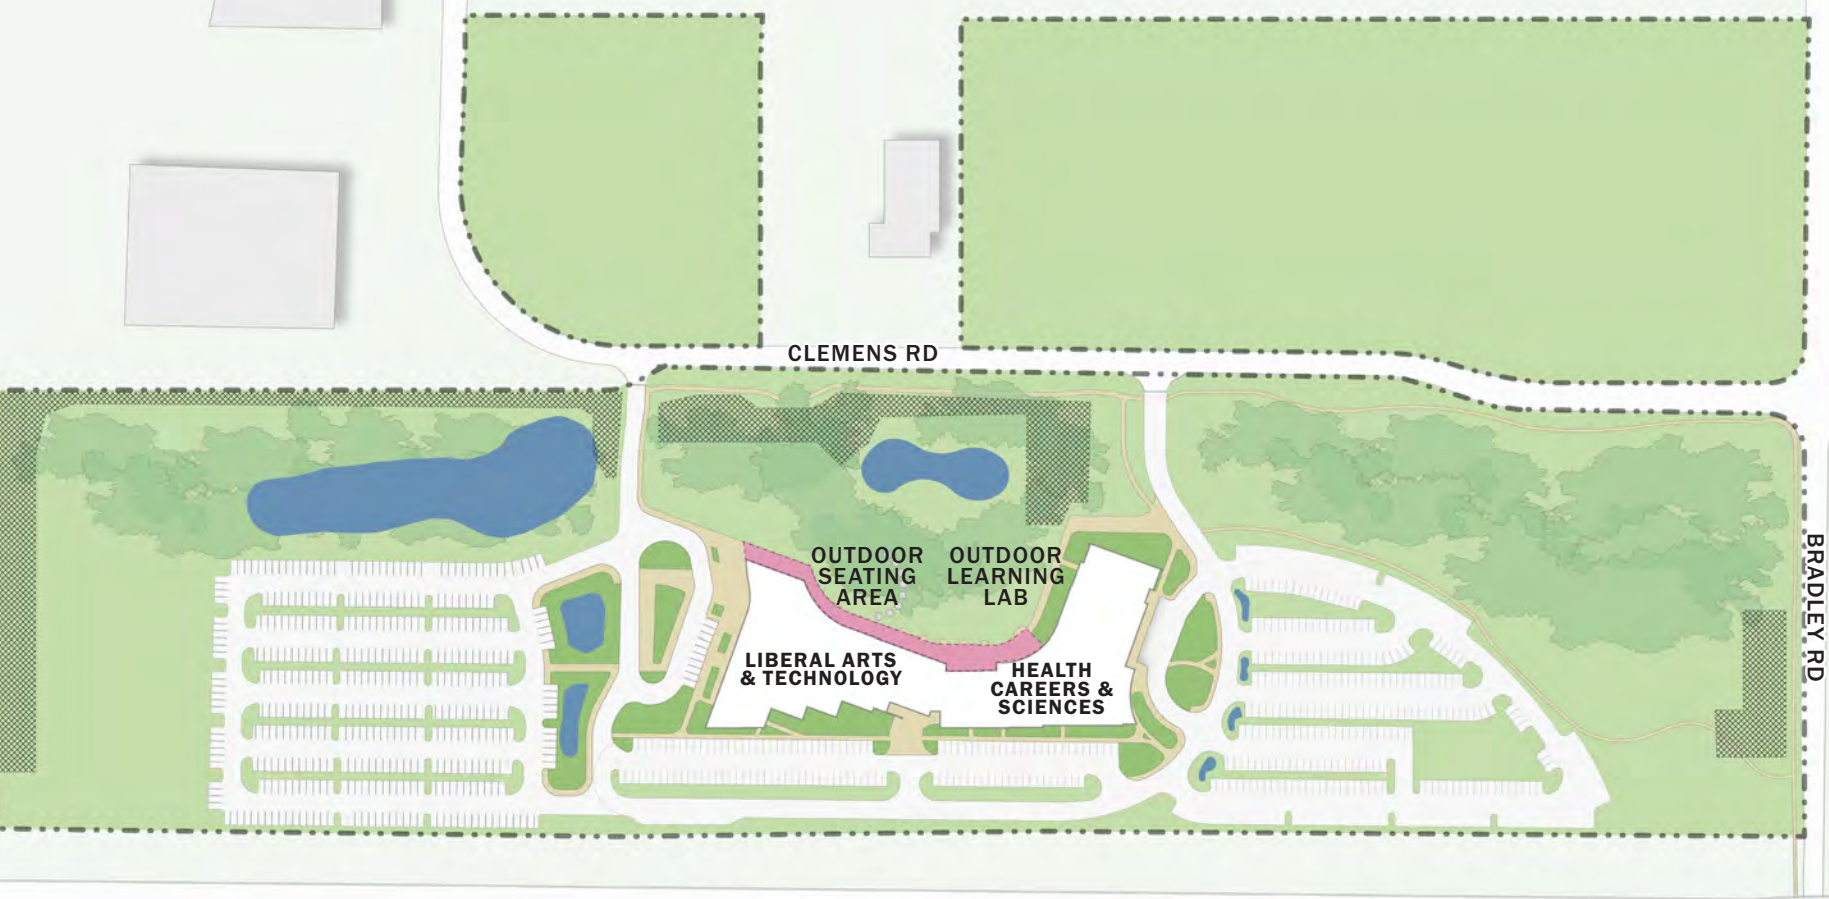 CLEMENS RD
OUTDOOR
SEATING
AREA
OUTDOOR
LEARNING
LAB
BRADLEY RD
LIBERAL ARTS
& TECHNOLOGY
HEALTH
CAREERS &
SCIENCES